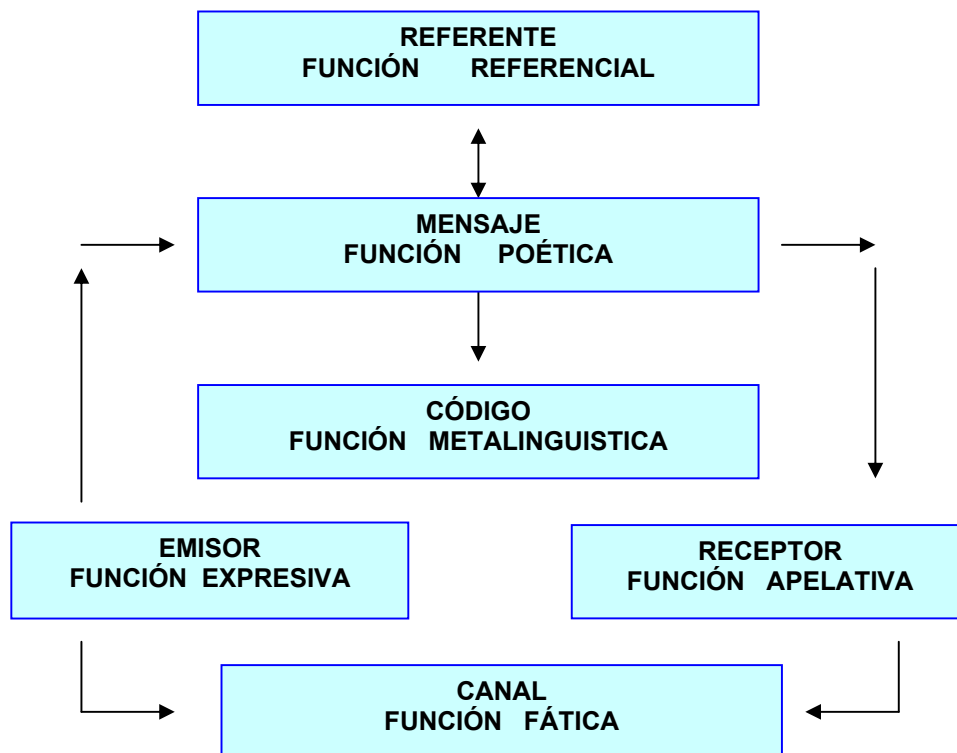 REFERENTE
FUNCIÓN REFERENCIAL
MENSAJE
FUNCIÓN POÉTICA
CÓDIGO
FUNCIÓN METALINGUISTICA
EMISOR
FUNCIÓN EXPRESIVA
RECEPTOR
FUNCIÓN APELATIVA
CANAL
FUNCIÓN FÁTICA